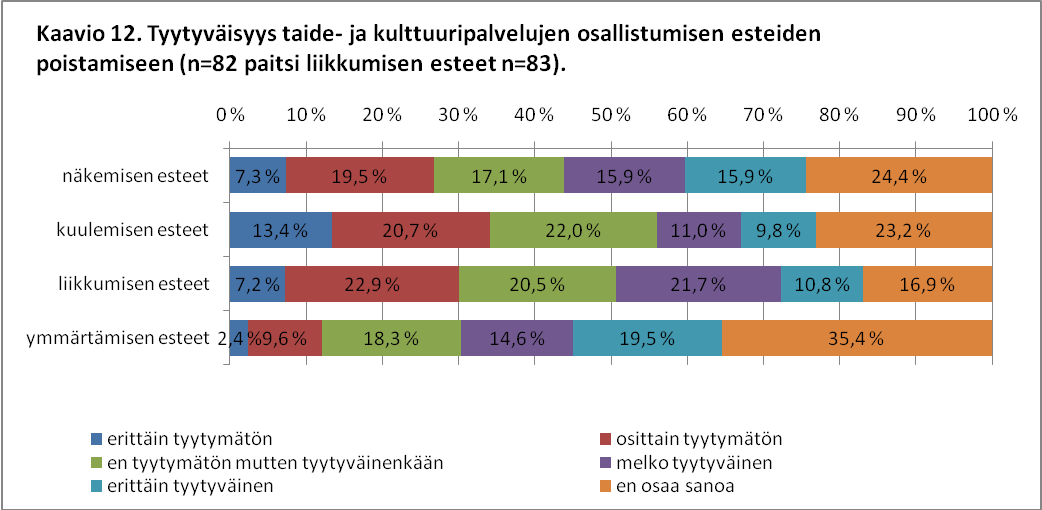 Kaavio 12. Tyytyväisyys taide- ja kulttuuripalvelujen osallistumisen esteiden
poistamiseen (n=82 paitsi liikkumisen esteet n=83).
0 % 10 % 20 % 30 % 40 % 50 % 60 % 70 % 80 % 90 % 100 %
näkemisen esteet 7,3 % 19,5 % 17,1 % 15,9 % 15,9 % 24,4 %
kuulemisen esteet 13,4 % 20,7 % 22,0 % 11,0 % 9,8 % 23,2 %
liikkumisen esteet 7,2 % 22,9 % 20,5 % 21,7 % 10,8 % 16,9 %
ymmärtämisen esteet 2,4 % 9,6 % 18,3 % 14,6 % 19,5 % 35,4 %
erittäin tyytymätön osittain tyytymätön
en tyytymätön mutten tyytyväinenkään melko tyytyväinen
erittäin tyytyväinen en osaa sanoa